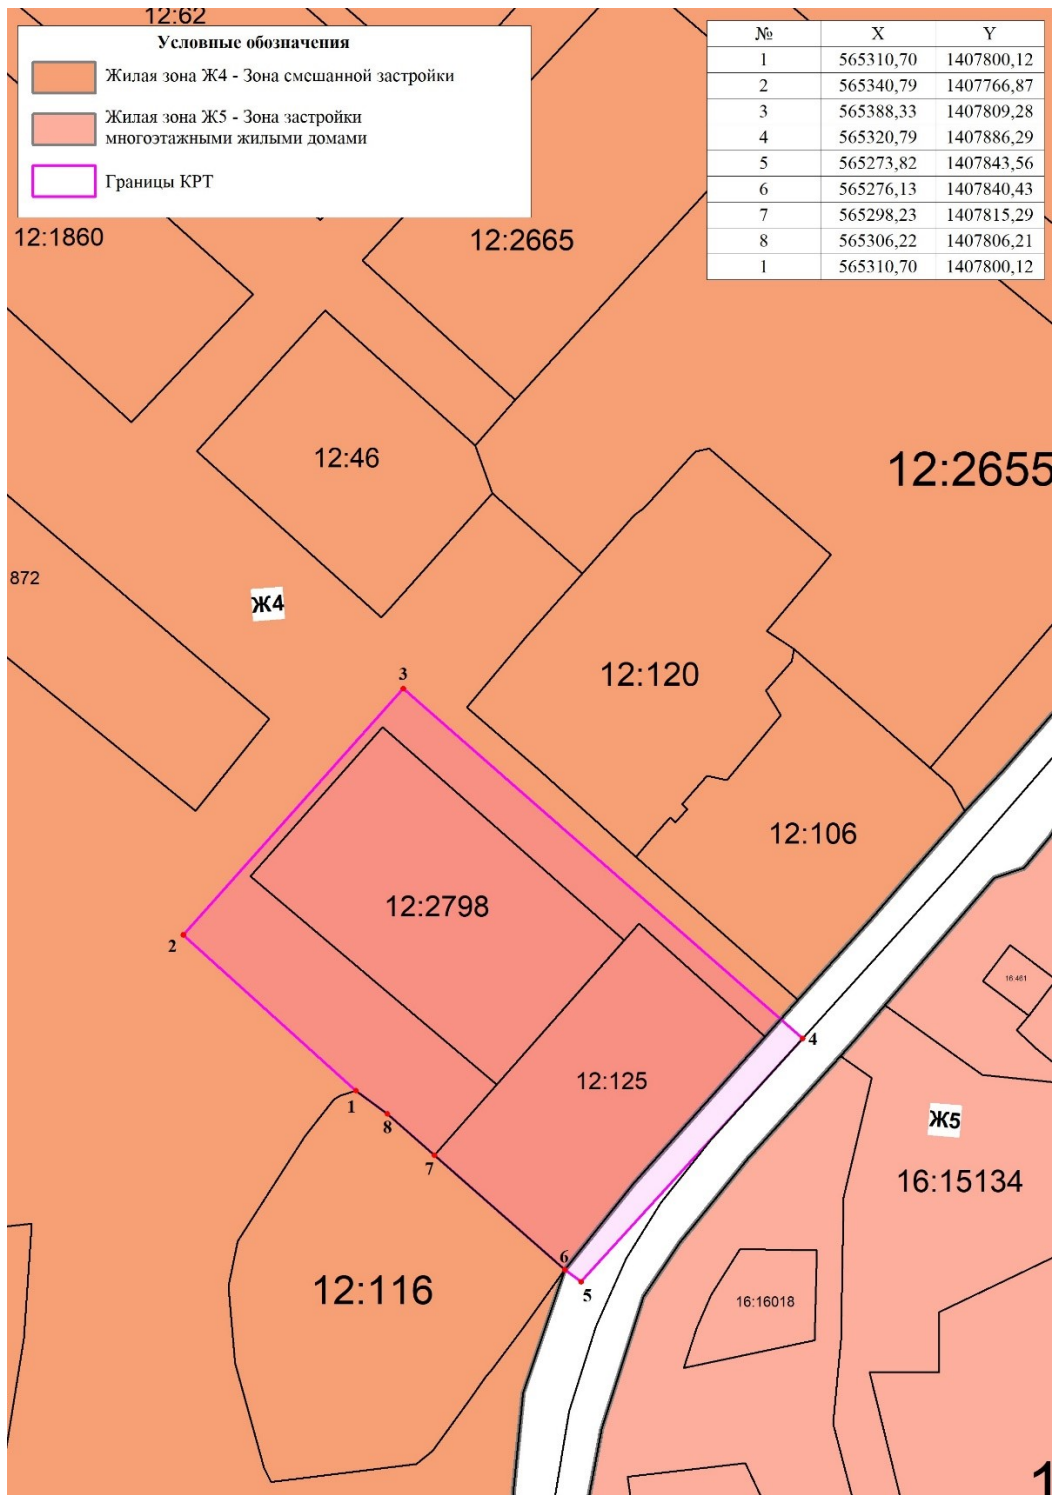 12:62
Условные обозначения
Жилая зона Ж4 - Зона смешанной застройки
Жилая зона Ж5 - Зона застройки
многоэтажными жилыми домами
Границы КРТ
№ X Y
1 565310,70 1407800,12
2 565340,79 1407766,87
3 565388,33 1407809,28
4 565320,79 1407886,29
5 565273,82 1407843,56
6 565276,13 1407840,43
7 565298,23 1407815,29
8 565306,22 1407806,21
1 565310,70 1407800,12
12:1860
12:2665
12:46
12:2655
872
Ж4
3
12:120
12:106
12:2798
2
16:461
4
12:125
1
8
Ж5
7
16:15134
6
5
12:116
16:16018
1